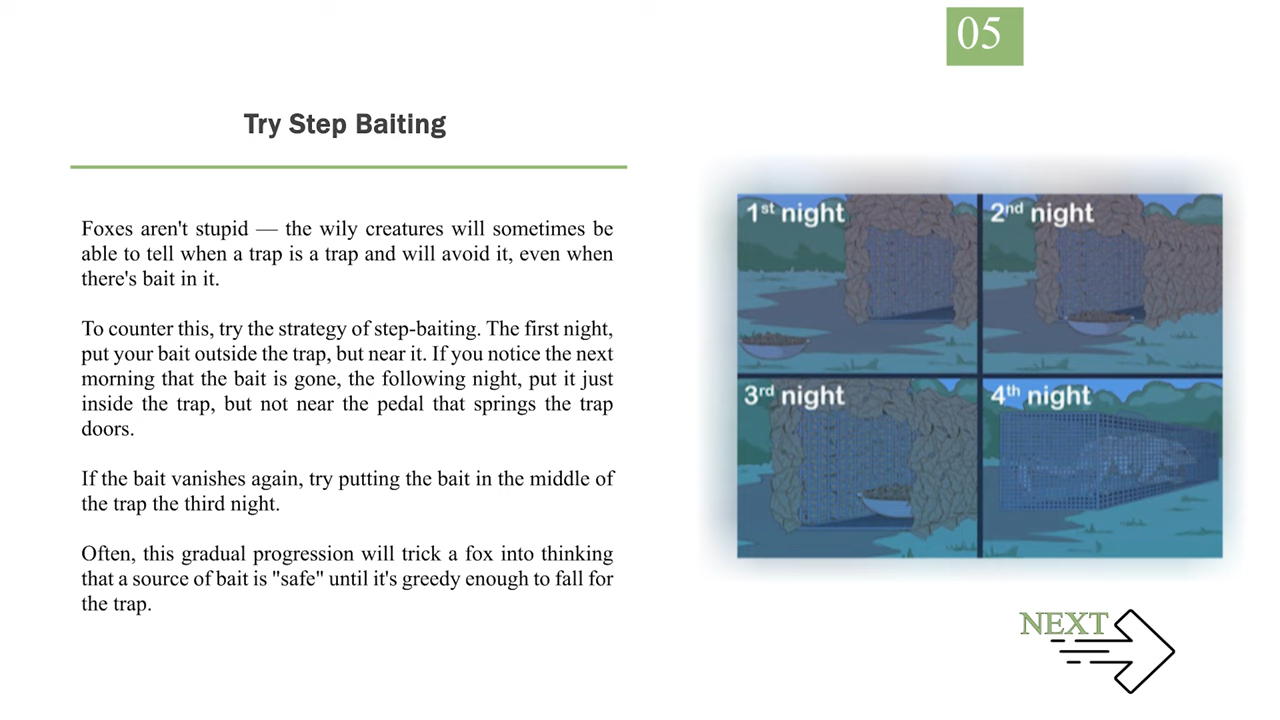 05
Try Step Baiting
Foxes aren't stupid — the wily creatures will sometimes be
able to tell when a trap is a trap and will avoid it, even when
there's bait in it.
To counter this, try the strategy of step-baiting. The first night,
put your bait outside the trap, but near it. If you notice the next
morning that the bait is gone, the following night, put it just
inside the trap, but not near the pedal that springs the trap
doors.
If the bait vanishes again, try putting the bait in the middle of
the trap the third night.
Often, this gradual progression will trick a fox into thinking
that a source of bait is "safe" until it's greedy enough to fall for
the trap.
1st night
2nd night
3rd night
4th night
NEXT